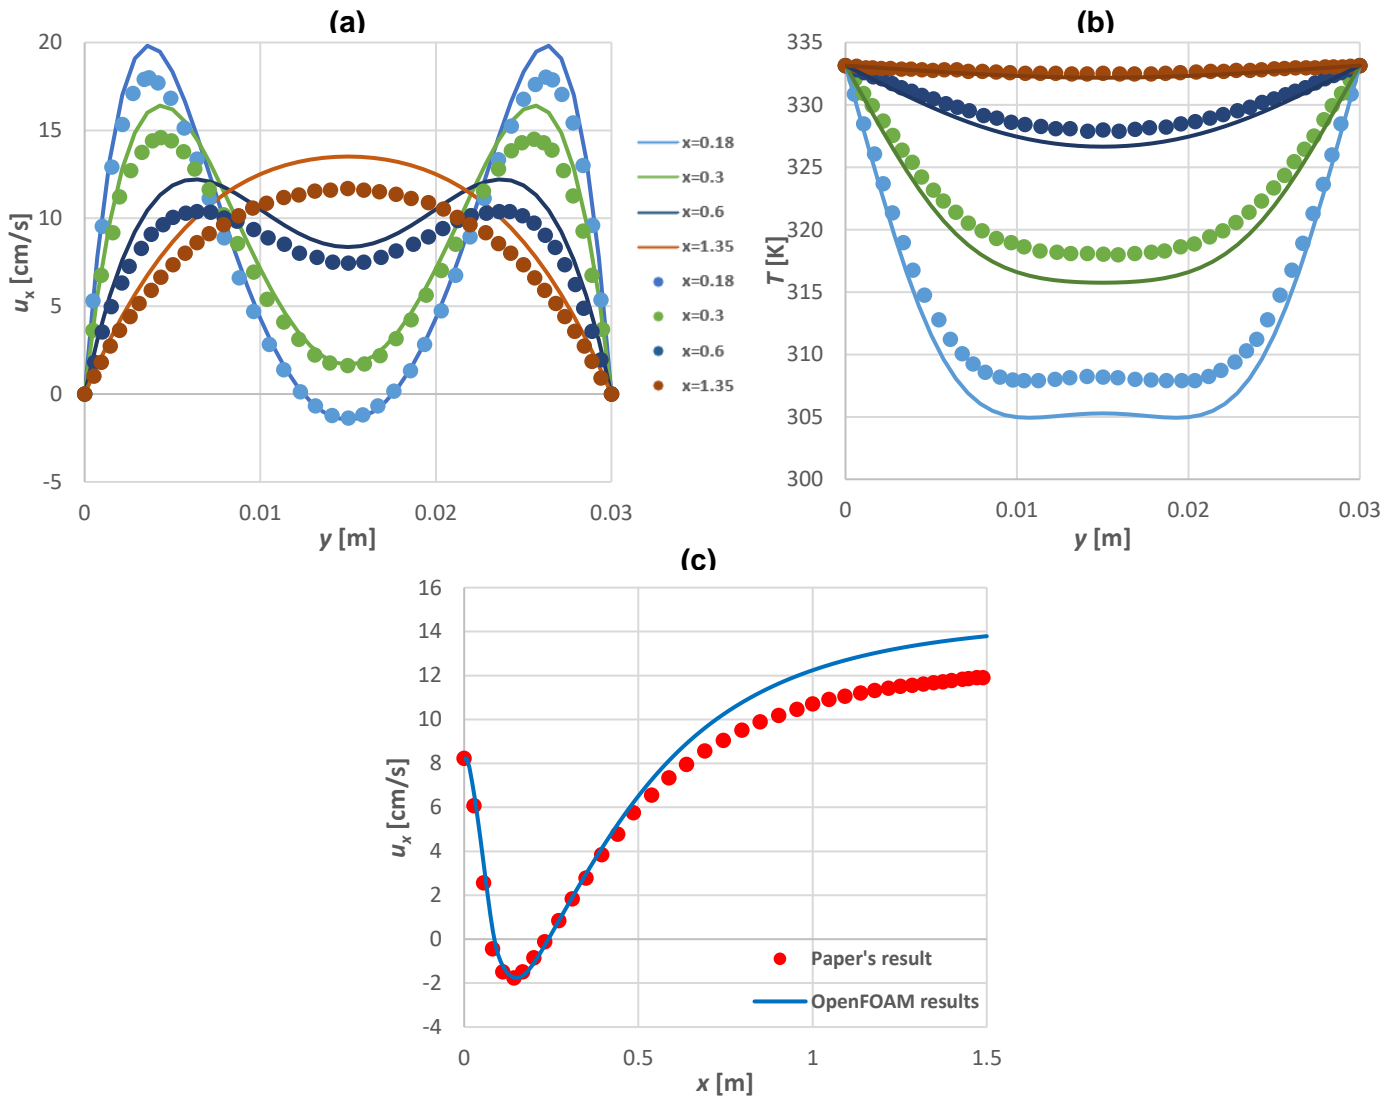 (a)
20
15
10
5
0
-5
0
0.01
0.02
0.03
u_x [cm/s]
y [m]
x=0.18
x=0.3
x=0.6
x=1.35
x=0.18
x=0.3
x=0.6
x=1.35
(b)
335
330
325
320
315
310
305
300
0
0.01
0.02
0.03
T [K]
y [m]
(c)
16
14
12
10
8
6
4
2
0
-2
-4
0
0.5
1
1.5
u_x [cm/s]
x [m]
Paper's result
OpenFOAM results